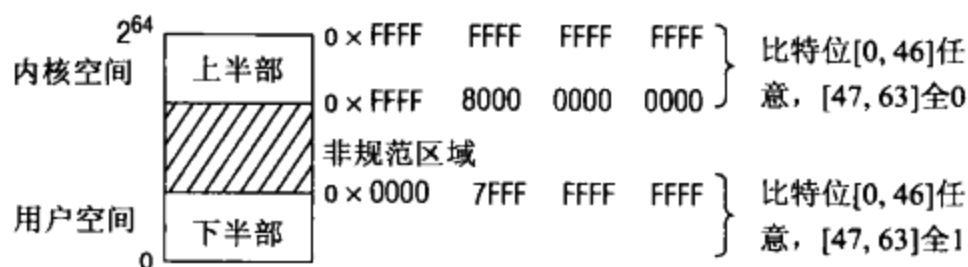 2^64
0×FFFF FFFF FFFF FFFF
内核空间
上半部
比特位[0, 46]任
意，[47, 63]全0
0×FFFF 8000 0000 0000
非规范区域
0×0000 7FFF FFFF FFFF
用户空间
下半部
比特位[0, 46]任
意，[47, 63]全1
0